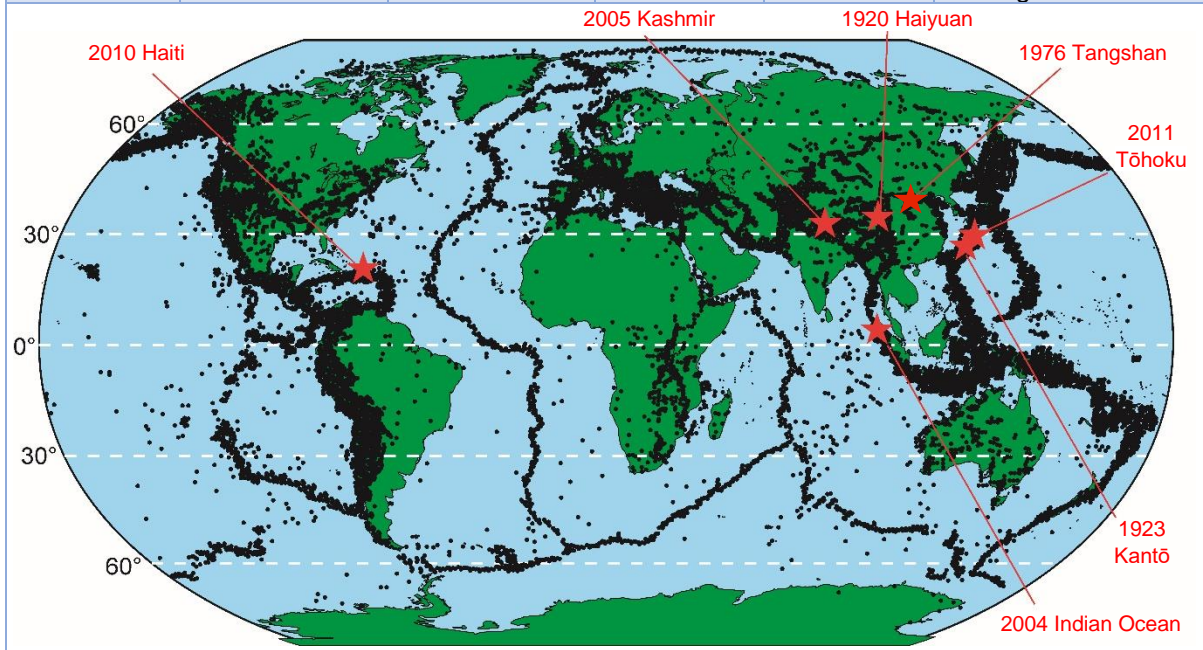 2005 Kashmir
1920 Haiyuan
2010 Haiti
1976 Tangshan
2011
Tōhoku
60°
30°
0°
30°
60°
1923
Kantō
2004 Indian Ocean